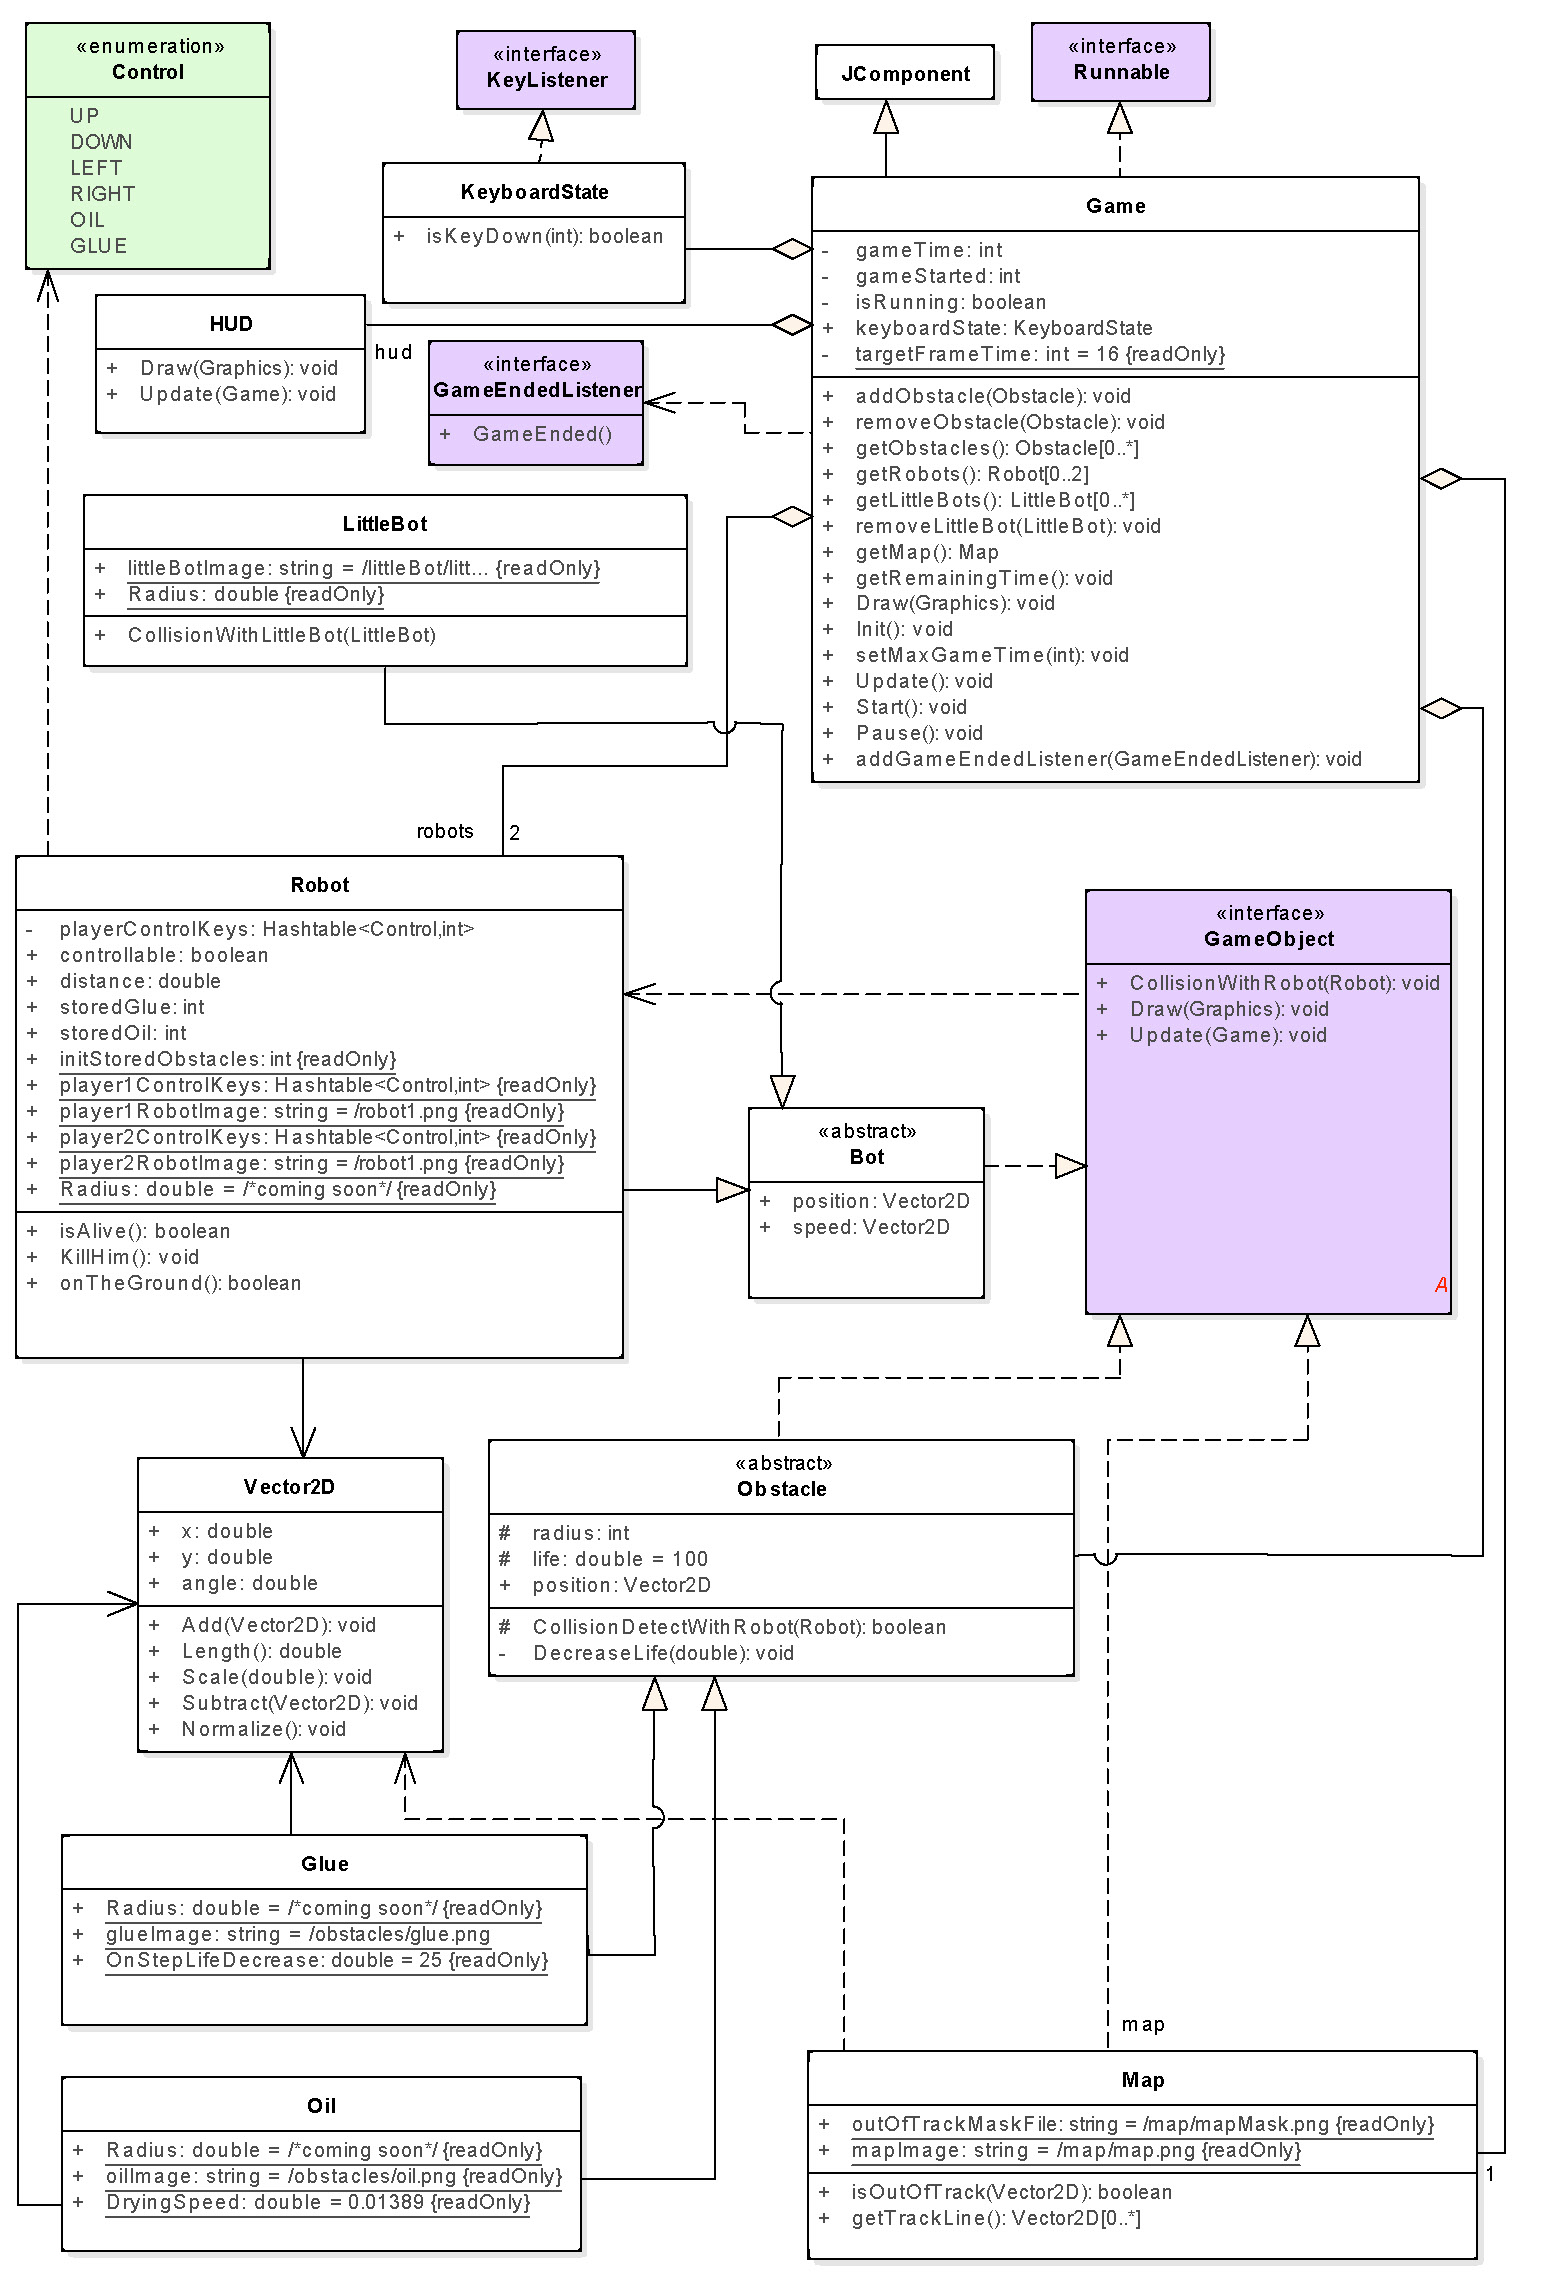 «enumeration»
Control
UP
DOWN
LEFT
RIGHT
OIL
GLUE
«interface»
KeyListener
JComponent
«interface»
Runnable
KeyboardState
+ isKeyDown(int): boolean
Game
- gameTime: int
- gameStarted: int
- isRunning: boolean
+ keyboardState: KeyboardState
- targetFrameTime: int = 16 {readOnly}
+ addObstacle(Obstacle): void
+ removeObstacle(Obstacle): void
+ getObstacles(): Obstacle[0..*]
+ getRobots(): Robot[0..2]
+ getLittleBots(): LittleBot[0..*]
+ removeLittleBot(LittleBot): void
+ getMap(): Map
+ getRemainingTime(): void
+ Draw(Graphics): void
+ Init(): void
+ setMaxGameTime(int): void
+ Update(): void
+ Start(): void
+ Pause(): void
+ addGameEndedListener(GameEndedListener): void
HUD
+ Draw(Graphics): void
+ Update(Game): void
hud
«interface»
GameEndedListener
+ GameEnded()
LittleBot
+ littleBotImage: string = /littleBot/litt... {readOnly}
+ Radius: double {readOnly}
+ CollisionWithLittleBot(LittleBot)
robots
2
Robot
- playerControlKeys: Hashtable<Control,int>
+ controllable: boolean
+ distance: double
+ storedGlue: int
+ storedOil: int
+ initStoredObstacles: int {readOnly}
+ player1ControlKeys: Hashtable<Control,int> {readOnly}
+ player1RobotImage: string = /robot1.png {readOnly}
+ player2ControlKeys: Hashtable<Control,int> {readOnly}
+ player2RobotImage: string = /robot1.png {readOnly}
+ Radius: double = /*coming soon*/ {readOnly}
+ isAlive(): boolean
+ KillHim(): void
+ onTheGround(): boolean
«interface»
GameObject
+ CollisionWithRobot(Robot): void
+ Draw(Graphics): void
+ Update(Game): void
A
«abstract»
Bot
+ position: Vector2D
+ speed: Vector2D
Vector2D
+ x: double
+ y: double
+ angle: double
+ Add(Vector2D): void
+ Length(): double
+ Scale(double): void
+ Subtract(Vector2D): void
+ Normalize(): void
«abstract»
Obstacle
# radius: int
# life: double = 100
+ position: Vector2D
# CollisionDetectWithRobot(Robot): boolean
- DecreaseLife(double): void
Glue
+ Radius: double = /*coming soon*/ {readOnly}
+ glueImage: string = /obstacles/glue.png
+ OnStepLifeDecrease: double = 25 {readOnly}
Oil
+ Radius: double = /*coming soon*/ {readOnly}
+ oilImage: string = /obstacles/oil.png {readOnly}
+ DryingSpeed: double = 0.01389 {readOnly}
map
Map
+ outOfTrackMaskFile: string = /map/mapMask.png {readOnly}
+ mapImage: string = /map/map.png {readOnly}
+ isOutOfTrack(Vector2D): boolean
+ getTrackLine(): Vector2D[0..*]
1